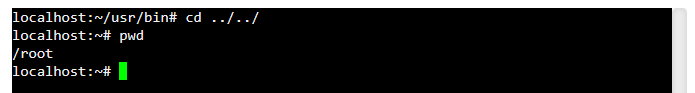 localhost:~/usr/bin# cd ../../
localhost:~# pwd
/root
localhost:~#